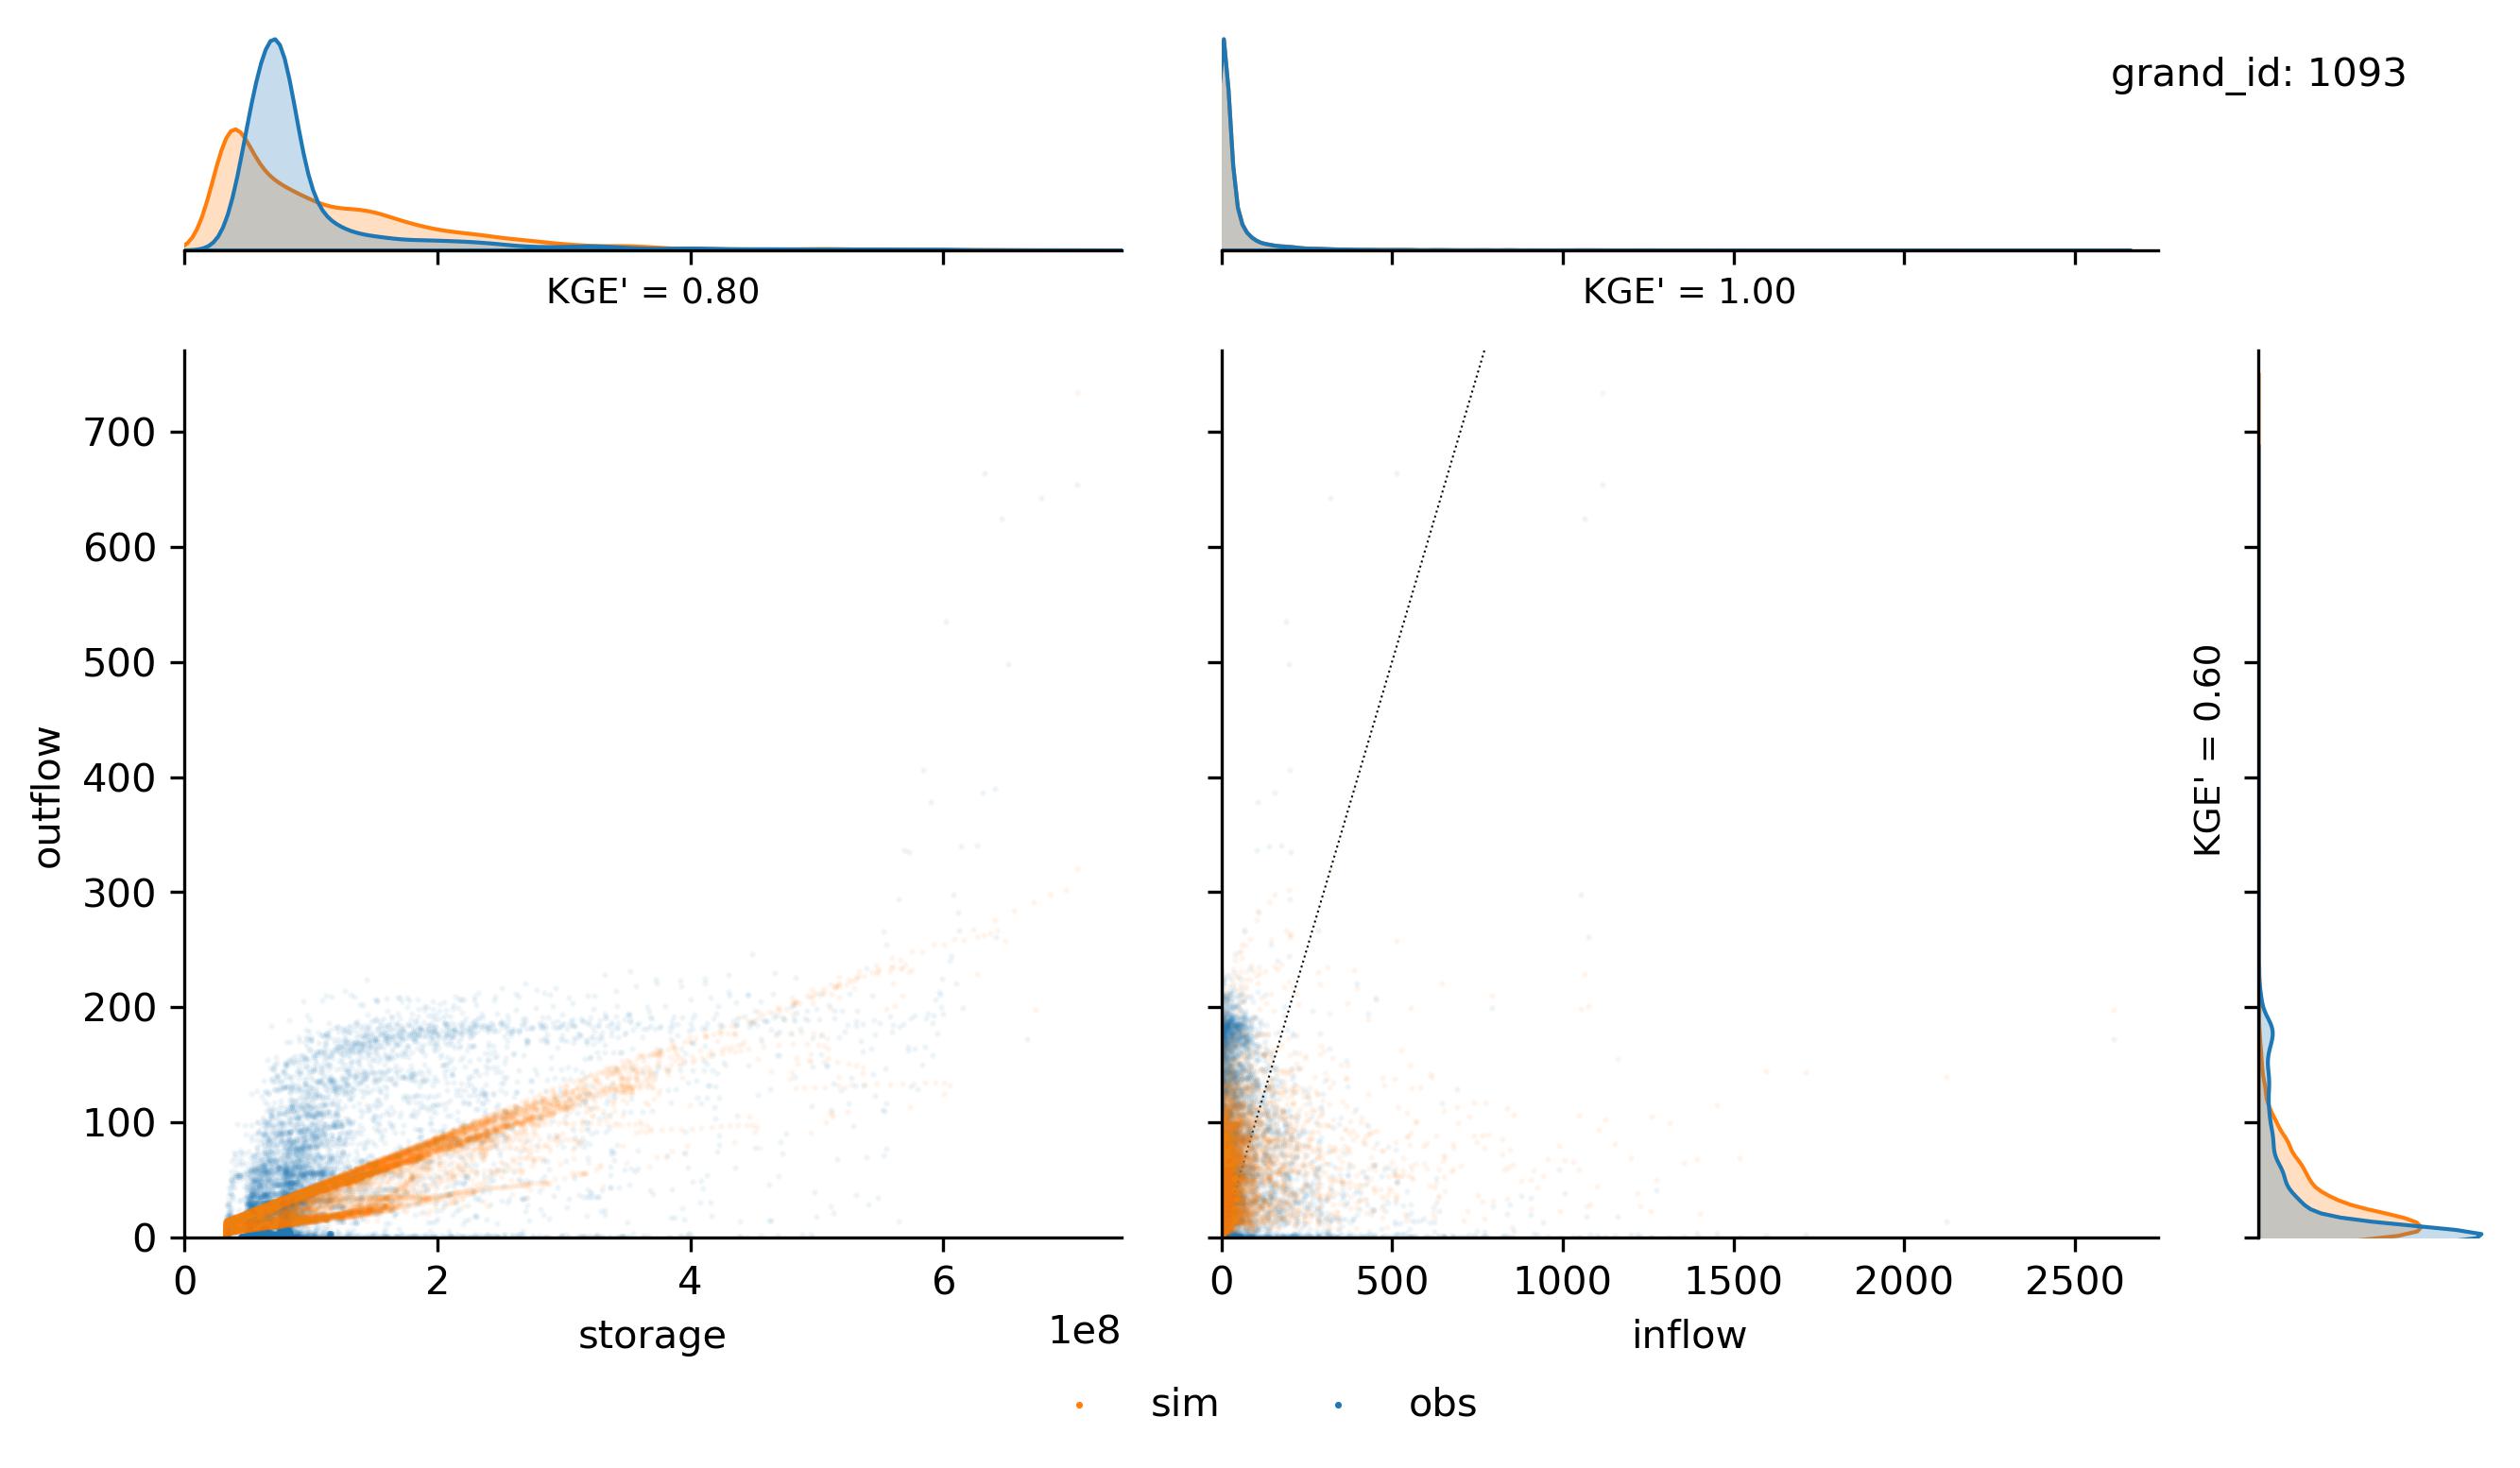 grand_id: 1093
KGE' = 0.80
KGE' = 1.00
outflow
700
600
500
400
300
200
100
0
KGE' = 0.60
0 2 4 6
1e8
storage
0 500 1000 1500 2000 2500
inflow
sim obs